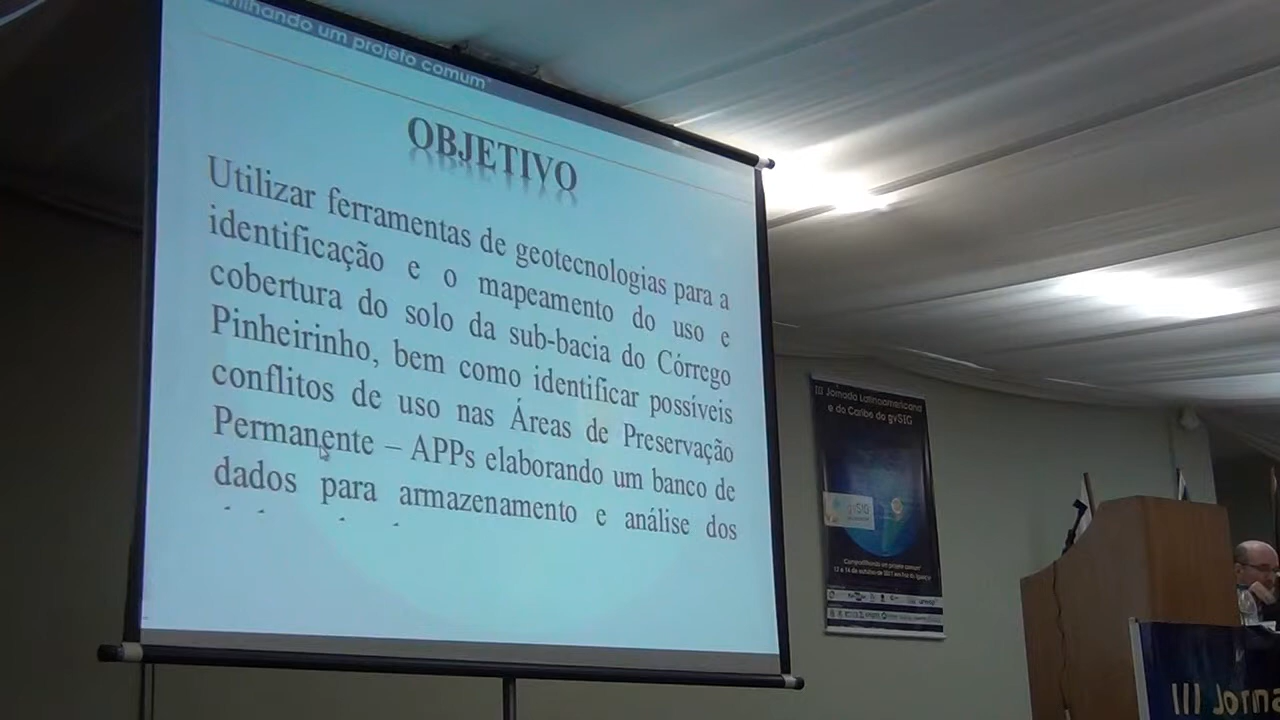 um projeto comum"
OBJETIVO
Utilizar ferramentas de geotecnologias para a
identificação e o mapeamento do uso e
cobertura do solo da sub-bacia do Córrego
Pinheirinho, bem como identificar possíveis
conflitos de uso nas Áreas de Preservação
Permanente – APPs elaborando um banco de
dados para armazenamento e análise dos
III Jornada Latinoamericana
e do Caribe do gvSIG
gvSIG
III Jorna